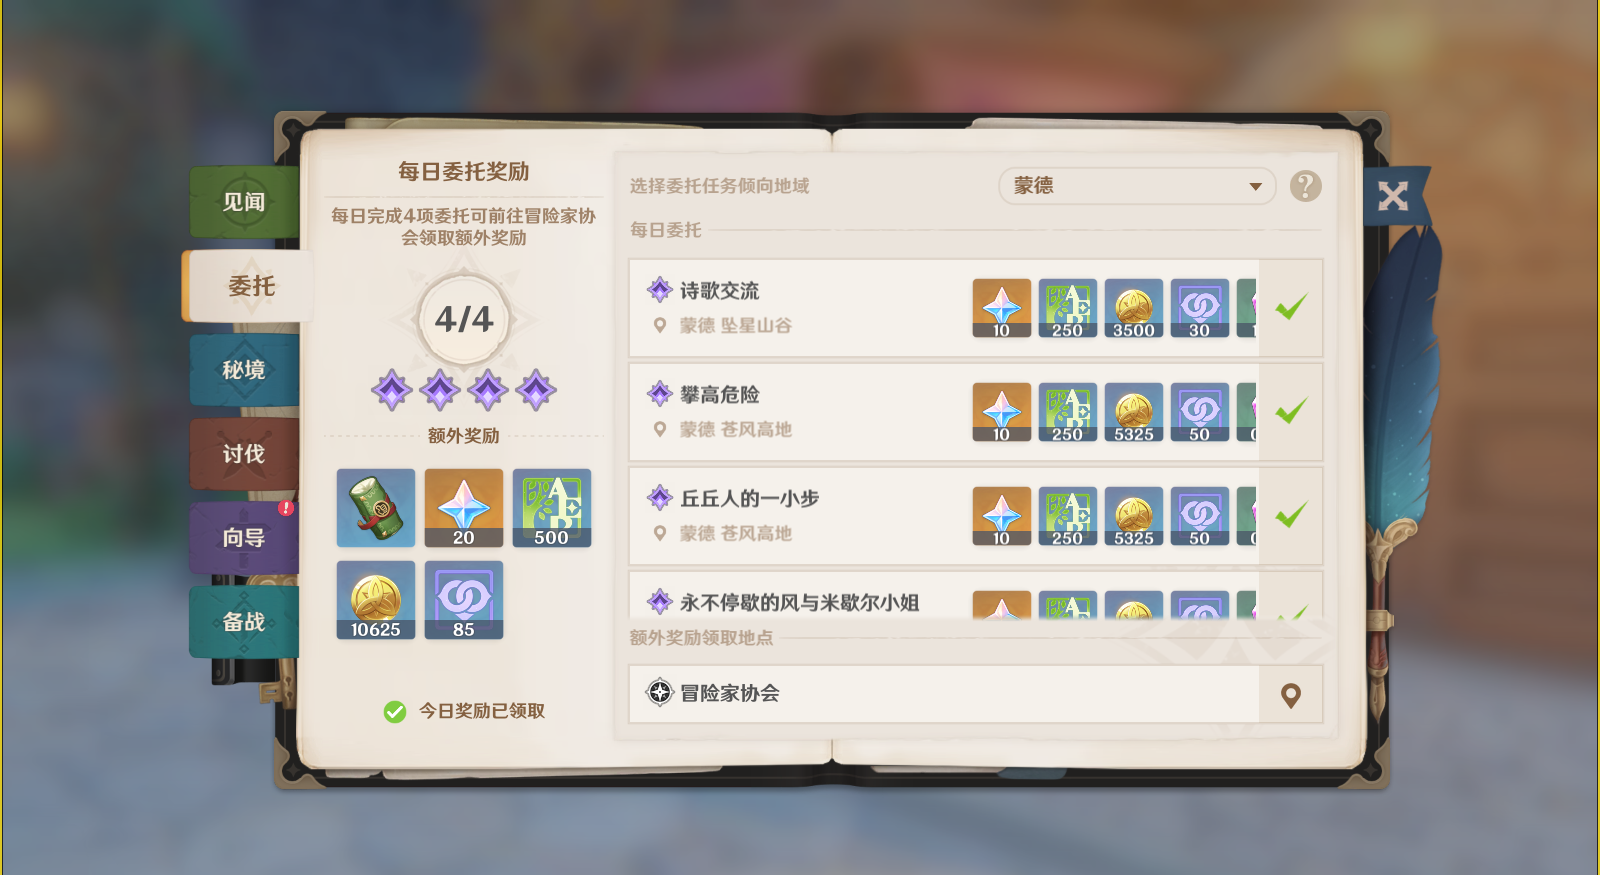 见闻
委托
秘境
讨伐
向导
备战
每日委托奖励
每日完成4项委托可前往冒险家协
会领取额外奖励
4/4
额外奖励
20
500
10625
85
今日奖励已领取
选择委托任务倾向地域
蒙德
?
每日委托
诗歌交流
蒙德 坠星山谷
10
250
3500
30
攀高危险
蒙德 苍风高地
10
250
5325
50
丘丘人的一小步
蒙德 苍风高地
10
250
5325
50
永不停歇的风与米歇尔小姐
额外奖励领取地点
冒险家协会